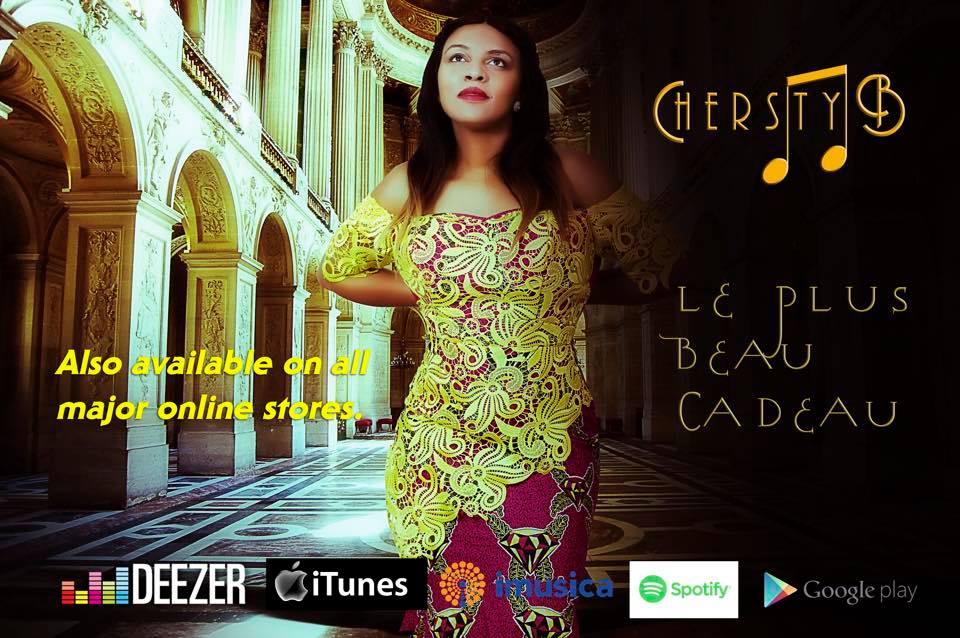 CHERSTY B
LE PLUS
BEAU
CADEAU
Also available on all
major online stores.
DEEZER
iTunes
imusica
Spotify
Google play